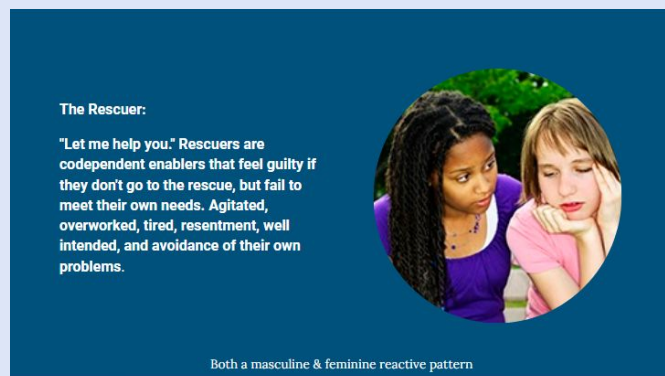 The Rescuer:
"Let me help you." Rescuers are
codependent enablers that feel guilty if
they don't go to the rescue, but fail to
meet their own needs. Agitated,
overworked, tired, resentment, well
intended, and avoidance of their own
problems.
Both a masculine & feminine reactive pattern